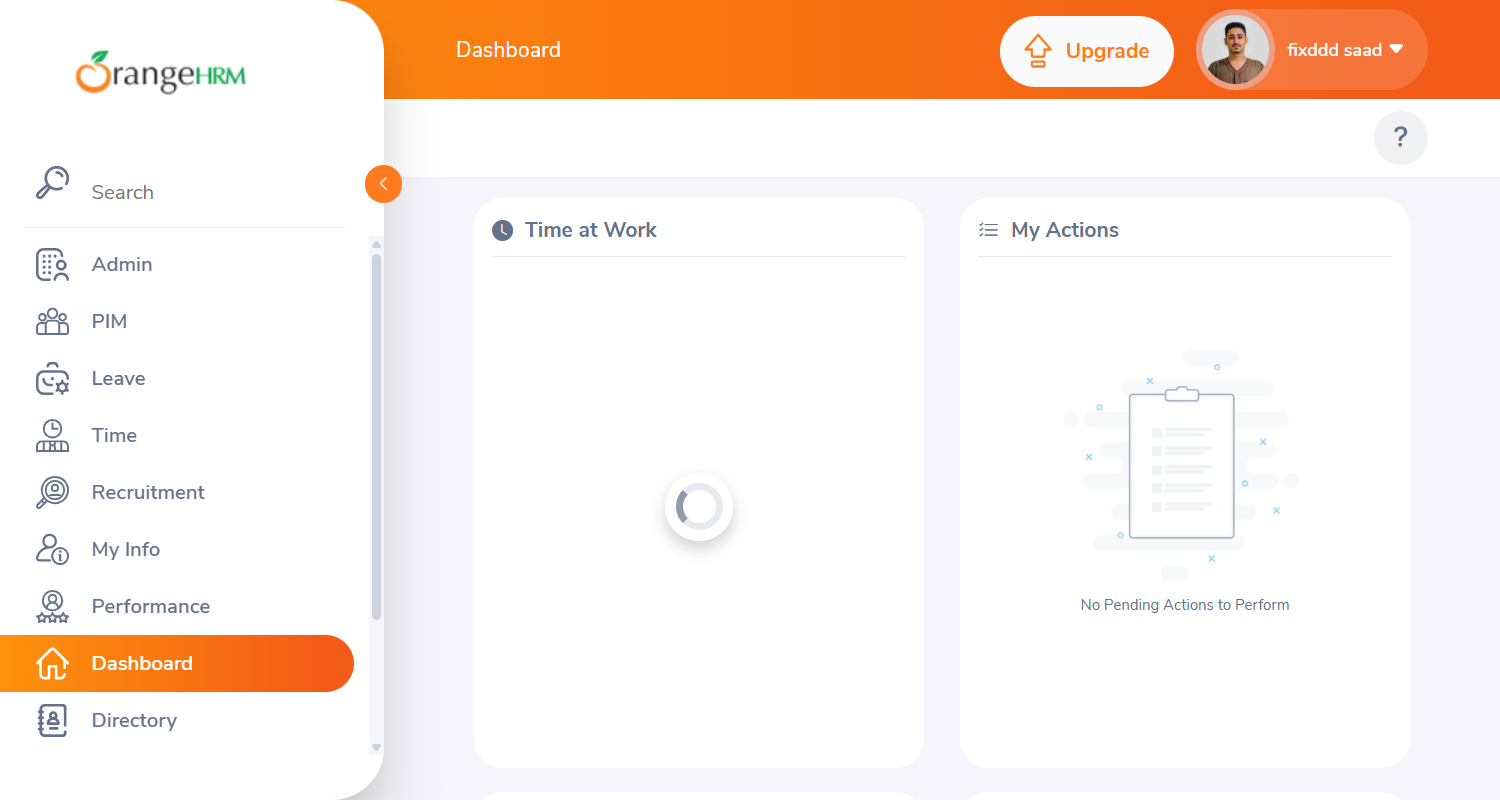 OrangeHRM
Dashboard
Upgrade
fixddd saad
?
Search
Admin
PIM
Leave
Time
Recruitment
My Info
Performance
Dashboard
Directory
Time at Work
My Actions
No Pending Actions to Perform